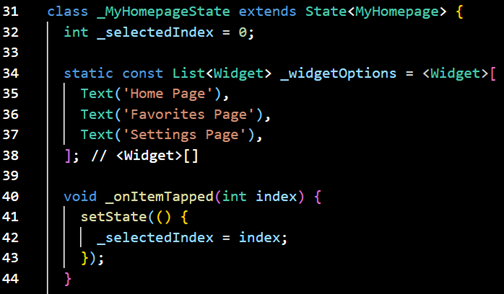 31 class _MyHomepageState extends State<MyHomepage> {
32   int _selectedIndex = 0;
33
34   static const List<Widget> _widgetOptions = <Widget>[
35     Text('Home Page'),
36     Text('Favorites Page'),
37     Text('Settings Page'),
38   ]; // <Widget>[]
39
40   void _onItemTapped(int index) {
41     setState(() {
42       _selectedIndex = index;
43     });
44   }